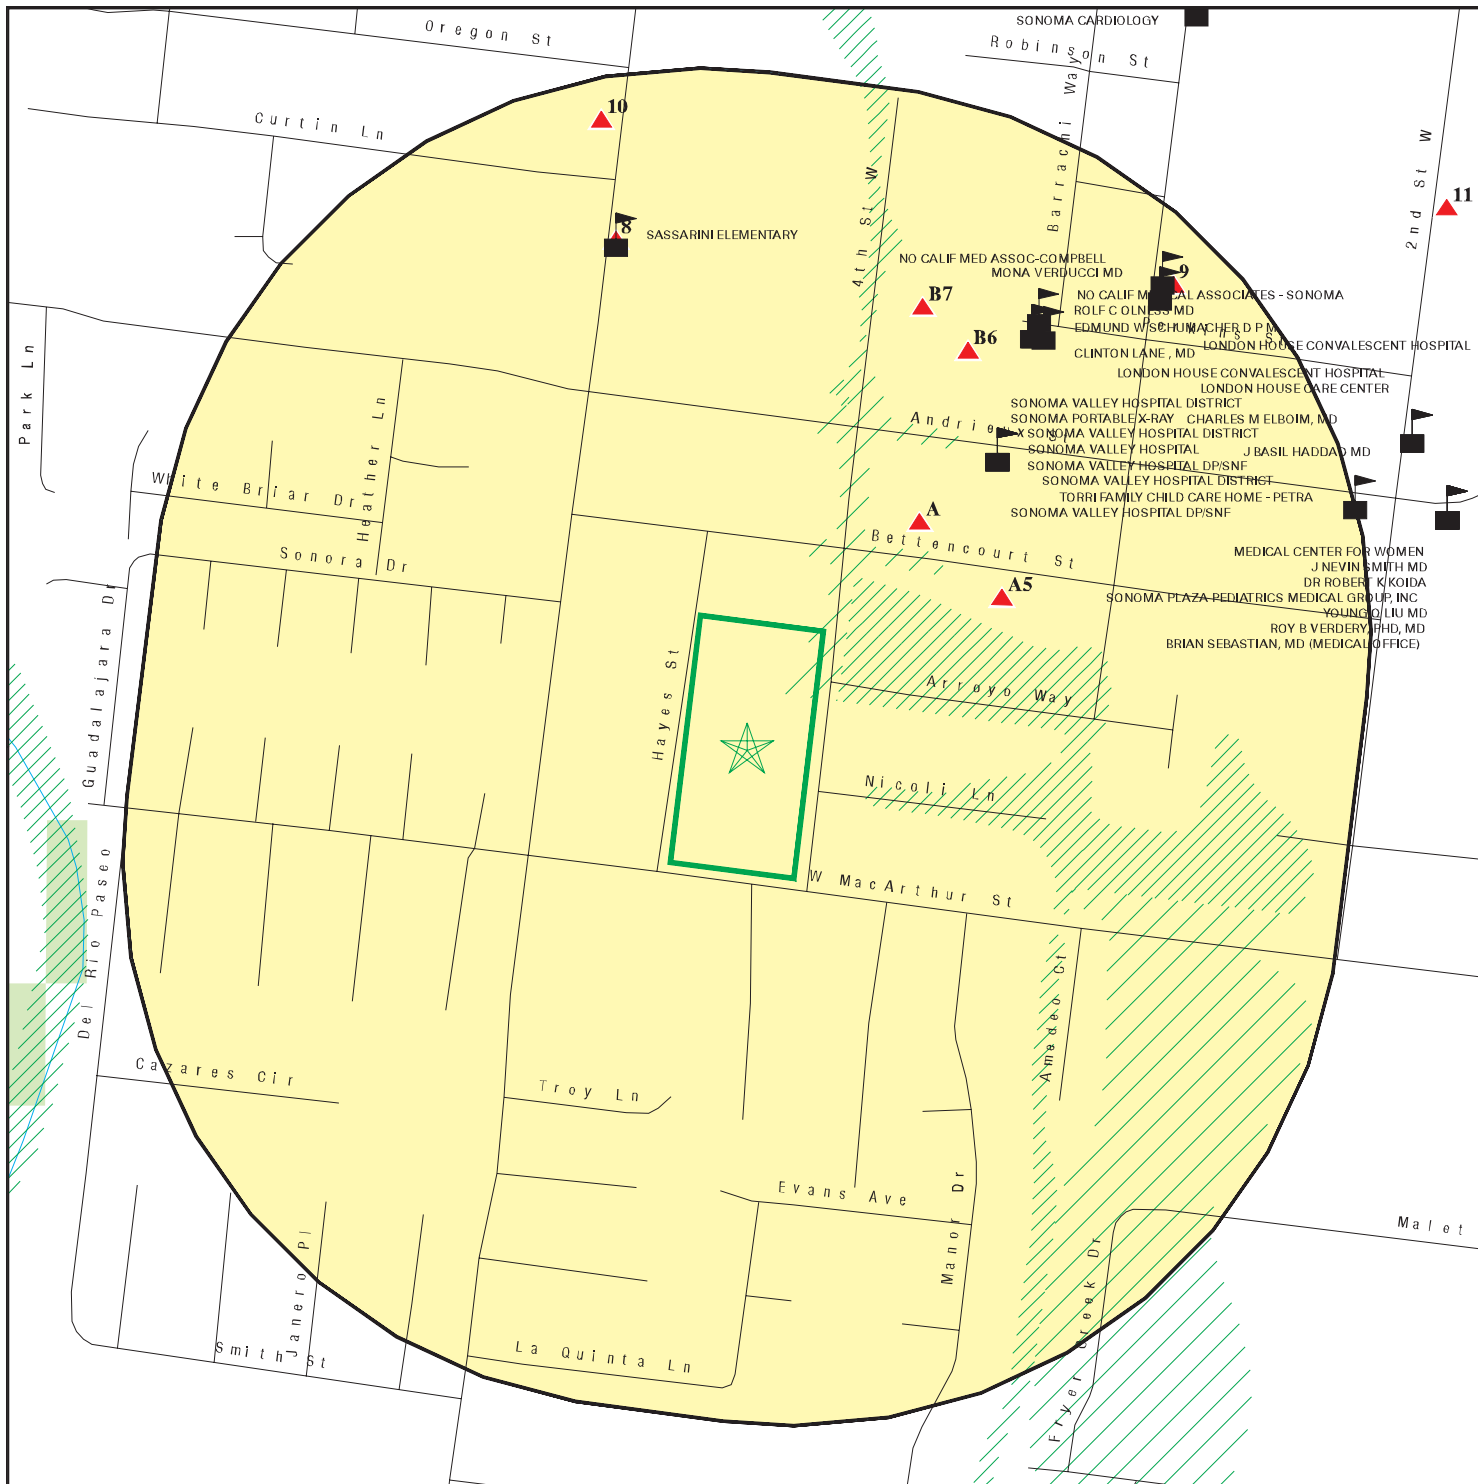 SONOMA CARDIOLOGY
Oregon St
Robinson St
Barrachi Way
10
Curtin Ln
2nd St W
4th St W
11
8
SASSARINI ELEMENTARY
NO CALIF MED ASSOC-COMPBELL
MONA VERDUCCI MD
9
B7
NO CALIF MEDICAL ASSOCIATES - SONOMA
ROLF C OLNESS MD
EDMUND W SCHUMACHER D P M
B6
LONDON HOUSE CONVALESCENT HOSPITAL
CLINTON LANE , MD
LONDON HOUSE CONVALESCENT HOSPITAL
LONDON HOUSE CARE CENTER
Park Ln
Heather Ln
SONOMA VALLEY HOSPITAL DISTRICT
SONOMA PORTABLE X-RAY
CHARLES M ELBOIM, MD
Andrieux St
SONOMA VALLEY HOSPITAL DISTRICT
SONOMA VALLEY HOSPITAL
J BASIL HADDAD MD
SONOMA VALLEY HOSPITAL DP/SNF
SONOMA VALLEY HOSPITAL DISTRICT
White Briar Dr
TORRI FAMILY CHILD CARE HOME - PETRA
SONOMA VALLEY HOSPITAL DP/SNF
A
Bettencourt St
Sonora Dr
MEDICAL CENTER FOR WOMEN
J NEVIN SMITH MD
DR ROBERT K KOIDA
A5
SONOMA PLAZA PEDIATRICS MEDICAL GROUP, INC
YOUNG Q LIU MD
ROY B VERDERY, PHD, MD
BRIAN SEBASTIAN, MD (MEDICAL OFFICE)
Guadalajara Dr
Hayes St
Arroyo Way
Nicoli Ln
W MacArthur St
Del Rio Paseo
Amedeo Ct
Cazares Cir
Troy Ln
Evans Ave
Manor Dr
Malet
Fryer Creek Dr
Janero Pl
Smith St
La Quinta Ln